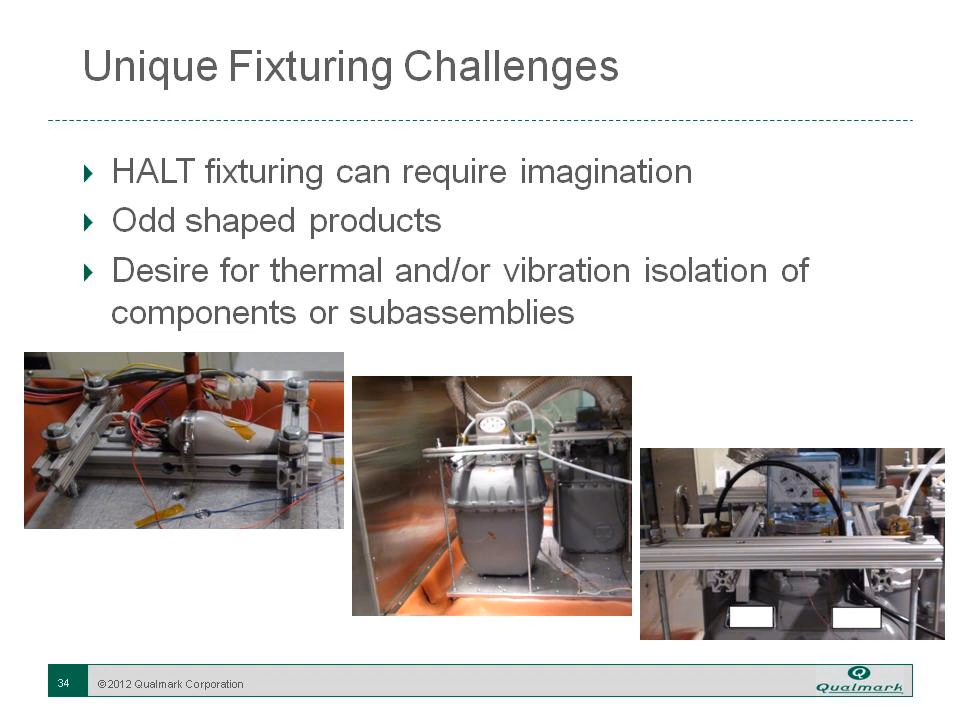 Unique Fixturing Challenges
HALT fixturing can require imagination
Odd shaped products
Desire for thermal and/or vibration isolation of
components or subassemblies
34
©2012 Qualmark Corporation
Qualmark